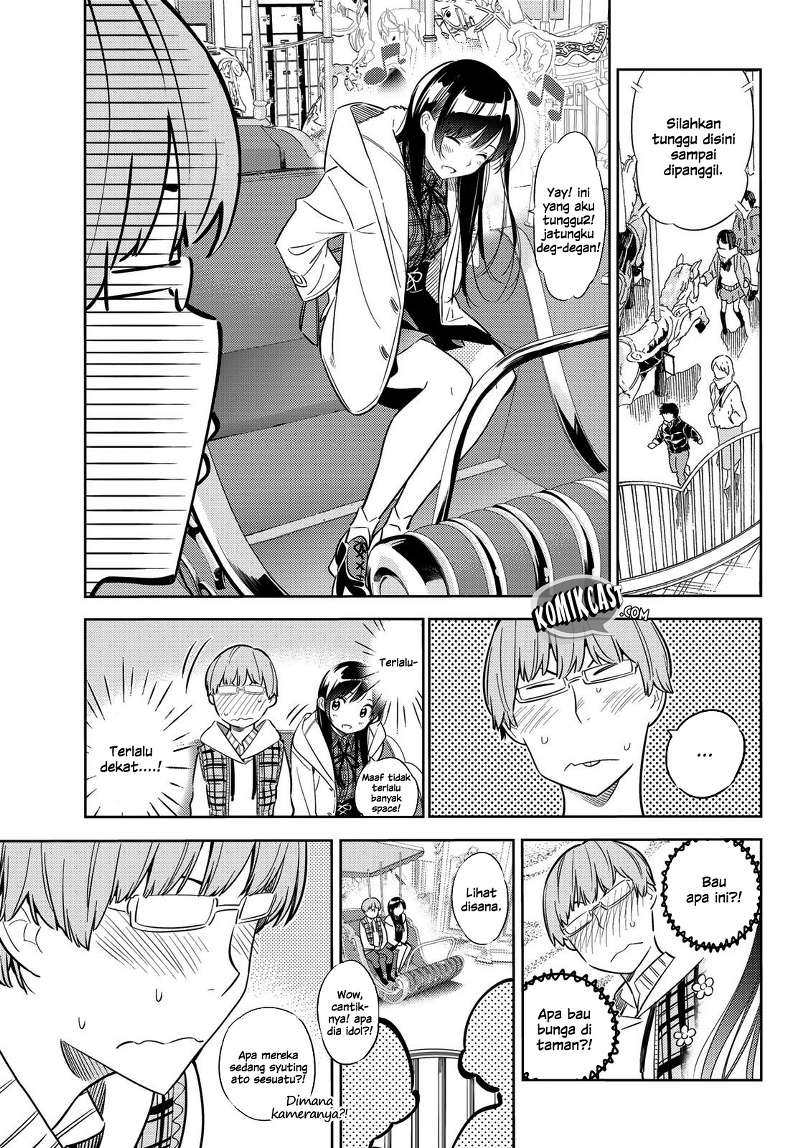 Silahkan
tunggu disini
sampai
dipanggil.
Yay! ini
yang aku
tunggu2!
jatungku
deg-degan!
KOMIKCAST
.COM
...
Terlalu-
Maaf tidak
terlalu
banyak
space!
Terlalu
dekat....!
Bau
apa ini?!
Apa bau
bunga di
taman?!
Lihat
disana.
Wow,
cantik-
nya! apa
dia idol?!
Apa mereka
sedang syuting
ato sesuatu?!
Dimana
kameranya?!